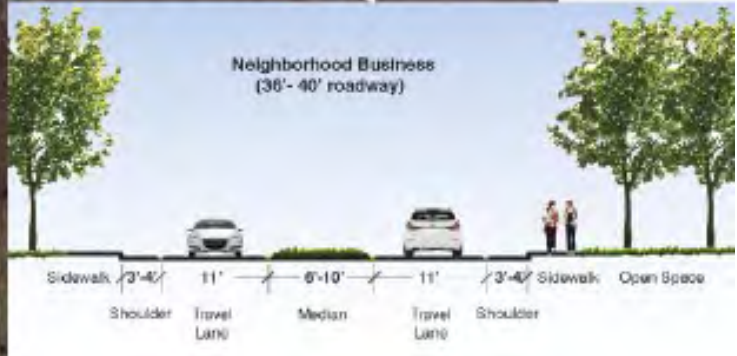 Neighborhood Business
(36'- 40' roadway)
Sidewalk 3'-4' 11' 6'-10' 11' 3'-4' Sidewalk Open Space
Shoulder Travel Lane Median Travel Lane Shoulder